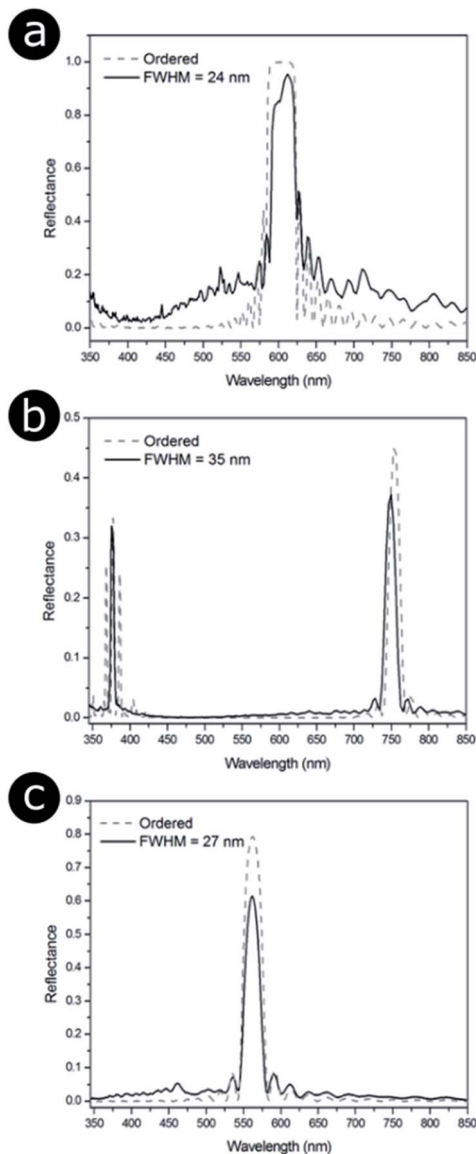 a
Ordered
FWHM = 24 nm
1.0
0.8
0.6
0.4
0.2
0.0
Reflectance
350 400 450 500 550 600 650 700 750 800 850
Wavelength (nm)
b
0.5
Ordered
FWHM = 35 nm
0.4
0.3
0.2
0.1
0.0
Reflectance
350 400 450 500 550 600 650 700 750 800 850
Wavelength (nm)
c
0.9
Ordered
FWHM = 27 nm
0.8
0.7
0.6
0.5
0.4
0.3
0.2
0.1
0.0
Reflectance
350 400 450 500 550 600 650 700 750 800 850
Wavelength (nm)